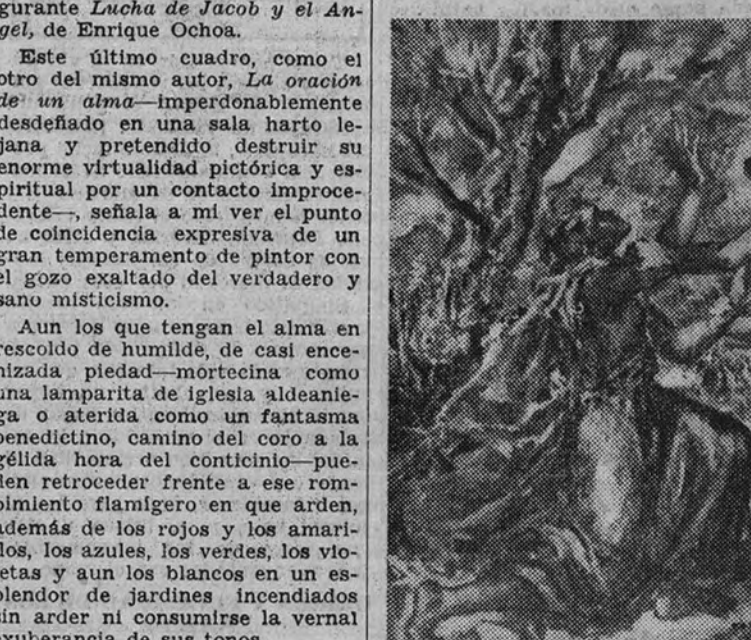 gurante Lucha de Jacob y el An-
gel, de Enrique Ochoa.
Este último cuadro, como el
otro del mismo autor, La oración
de un alma—imperdonablemente
desdeñado en una sala harto le-
jana y pretendido destruir su
enorme virtualidad pictórica y es-
piritual por un contacto improce-
dente—, señala a mi ver el punto
de coincidencia expresiva de un
gran temperamento de pintor con
el gozo exaltado del verdadero y
sano misticismo.
Aun los que tengan el alma en
rescoldo de humilde, de casi ence-
nizada piedad—mortecina como
una lamparita de iglesia aldeanie-
ga o aterida como un fantasma
benedictino, camino del coro a la
gélida hora del conticinio—pue-
den retroceder frente a ese rom-
pimiento flamígero en que arden,
además de los rojos y los amari-
llos, los azules, los verdes, los vio-
letas y aun los blancos en un es-
plendor de jardines incendiados
sin arder ni consumirse la vernal
exuberancia de sus tonos.